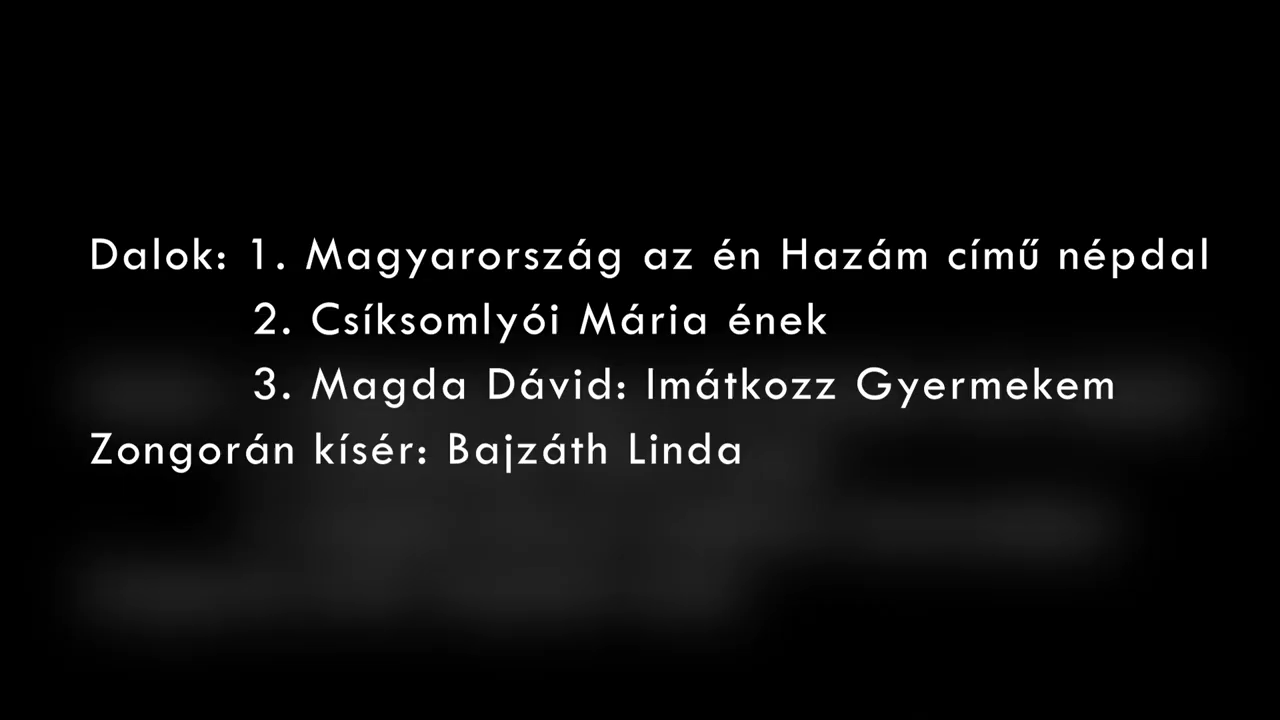 Dalok: 1. Magyarország az én Hazám című népdal
2. Csíksomlyói Mária ének
3. Magda Dávid: Imátkozz Gyermekem
Zongorán kísér: Bajzáth Linda